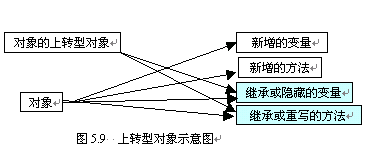 新增的变量
对象的上转型对象
新增的方法
继承或隐藏的变量
对象
继承或重写的方法
图 5.9 上转型对象示意图